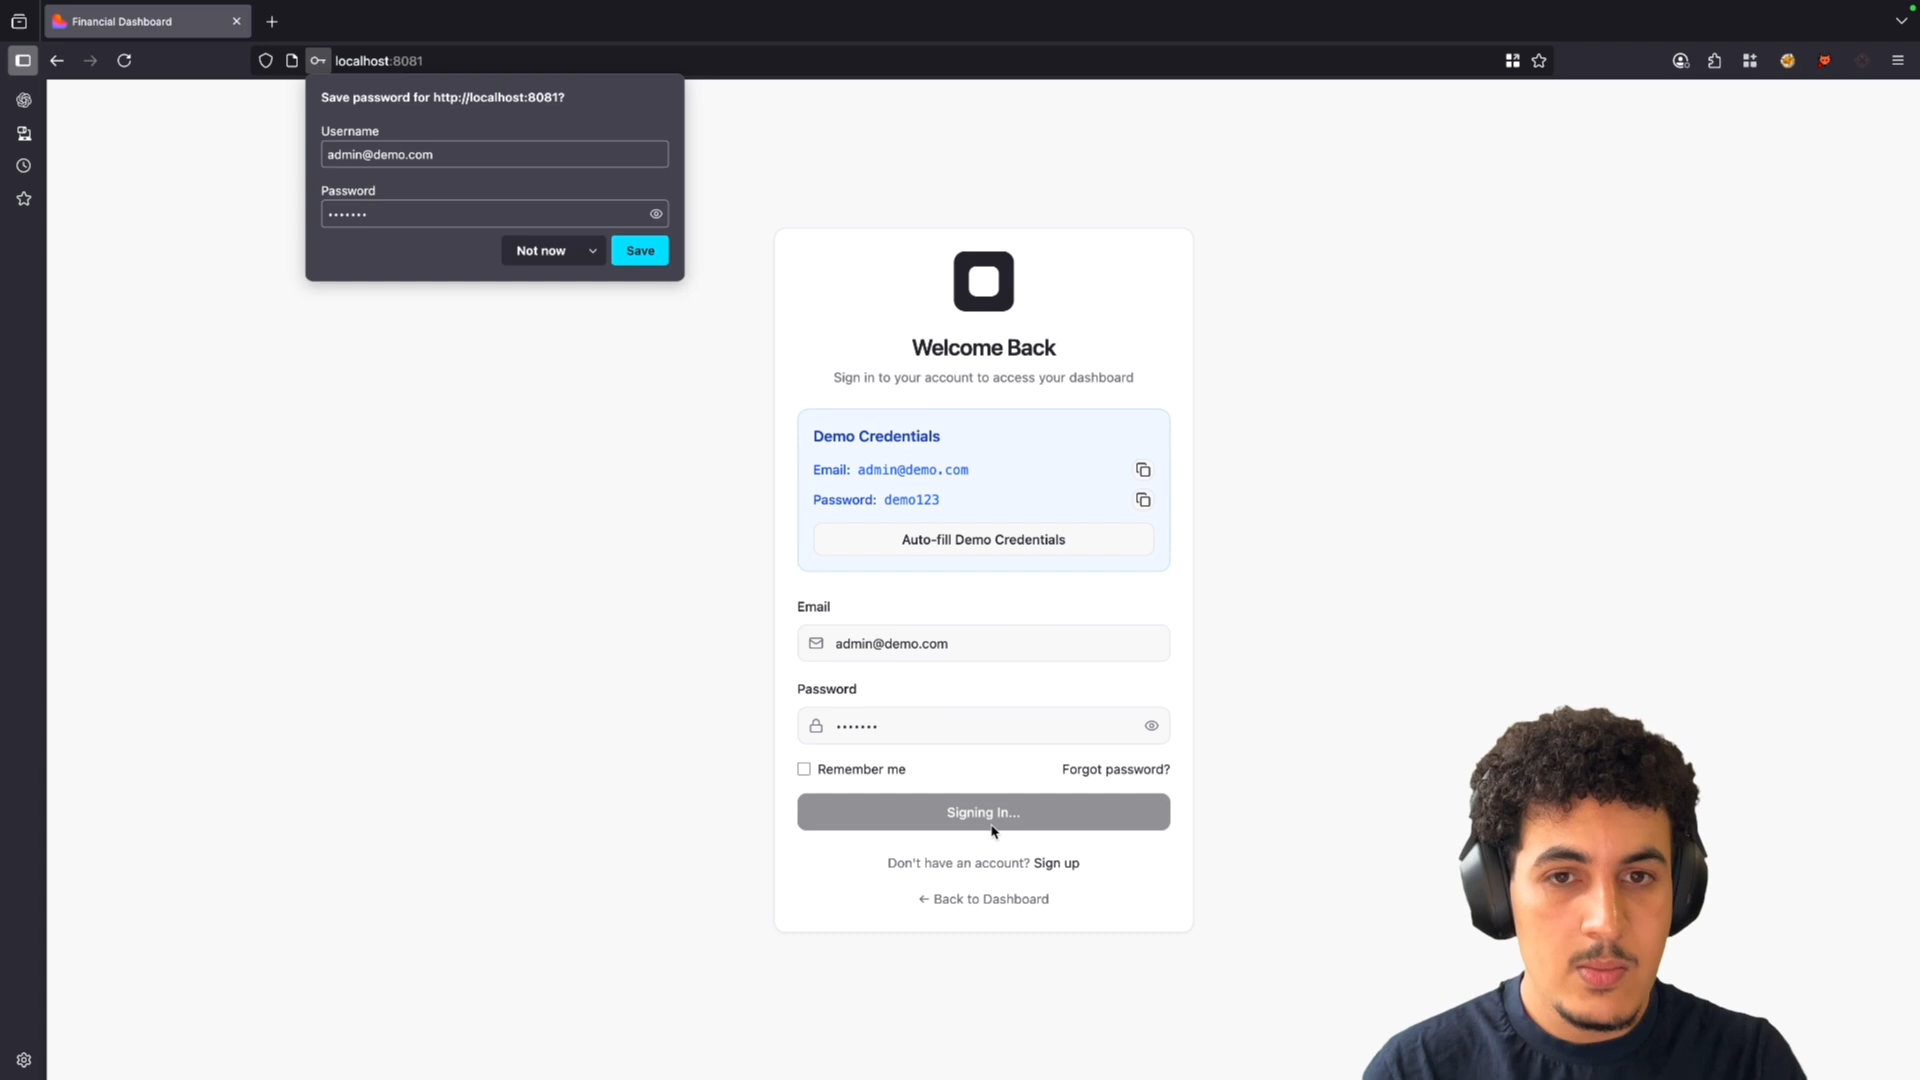 Financial Dashboard
localhost:8081
Save password for http://localhost:8081?
Username
admin@demo.com
Password
•••••••
Not now
Save
Welcome Back
Sign in to your account to access your dashboard
Demo Credentials
Email: admin@demo.com
Password: demo123
Auto-fill Demo Credentials
Email
admin@demo.com
Password
•••••••
Remember me
Forgot password?
Signing In...
Don't have an account? Sign up
← Back to Dashboard